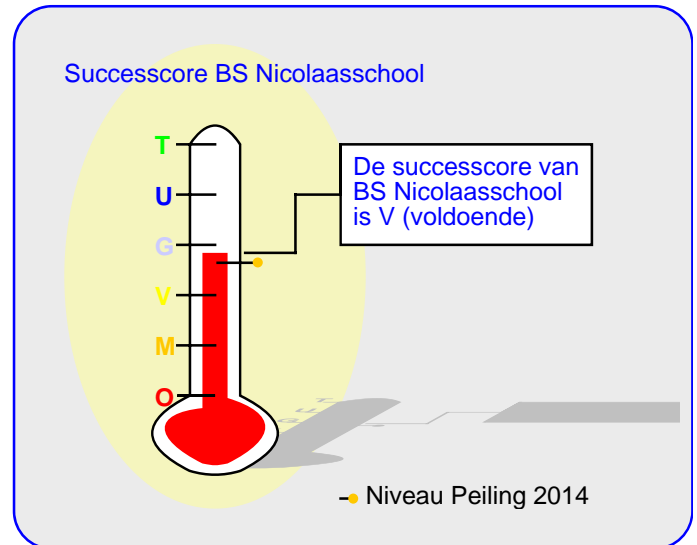 Successcore BS Nicolaasschool
T
U
G
V
M
O
De successcore van
BS Nicolaasschool
is V (voldoende)
T
U
G
Niveau Peiling 2014